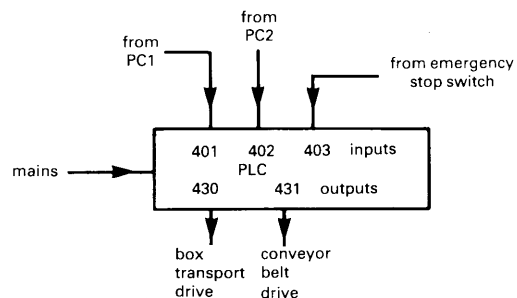 from
PC1
from
PC2
from emergency
stop switch
401 402 403 inputs
PLC
mains
430 431 outputs
box
transport
drive
conveyor
belt
drive